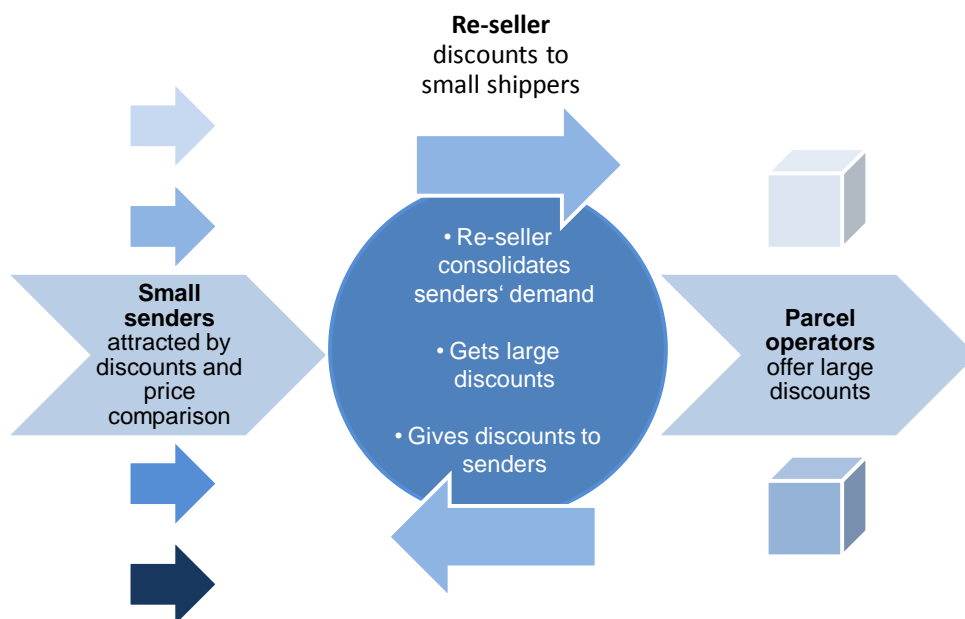 Re-seller
discounts to
small shippers
Small
senders
attracted by
discounts and
price
comparison
• Re-seller
consolidates
senders‘ demand
• Gets large
discounts
• Gives discounts to
senders
Parcel
operators
offer large
discounts